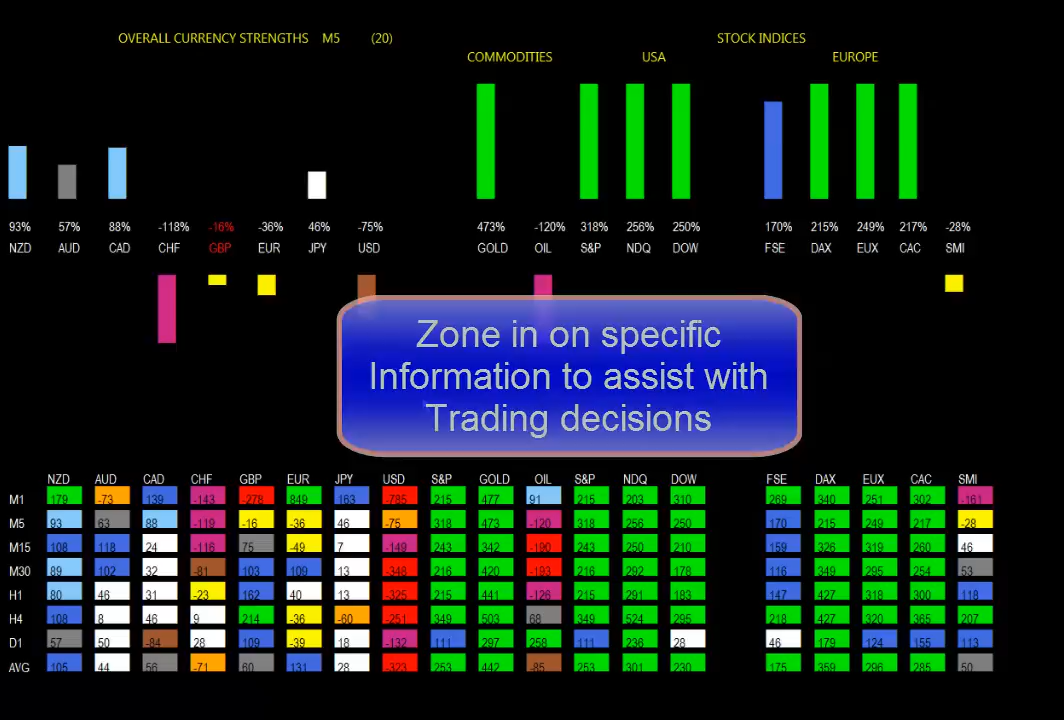 OVERALL CURRENCY STRENGTHS M5 (20)
STOCK INDICES
COMMODITIES USA EUROPE
93% 57% 88% -118% -16% -36% 46% -75% 473% -120% 318% 256% 250% 170% 215% 249% 217% -28%
NZD AUD CAD CHF GBP EUR JPY USD GOLD OIL S&P NDQ DOW FSE DAX EUX CAC SMI
Zone in on specific
Information to assist with
Trading decisions
NZD AUD CAD CHF GBP EUR JPY USD S&P GOLD OIL S&P NDQ DOW FSE DAX EUX CAC SMI
M1 179 -73 139 -143 -278 849 163 -785 215 477 91 215 203 310 269 340 251 302 -161
M5 93 63 88 -119 -16 -36 46 -75 318 473 -120 318 256 250 170 215 249 217 -28
M15 108 118 24 -116 75 -49 7 -149 243 342 -190 243 250 210 159 326 319 260 46
M30 89 102 32 -81 103 109 13 -348 216 420 -193 216 292 178 116 349 295 254 53
H1 80 46 31 -23 162 40 13 -325 215 441 -126 215 291 183 147 427 321 300 118
H4 108 8 46 9 214 -36 -60 -251 349 503 68 349 524 295 218 427 320 365 207
D1 57 50 -84 28 109 -39 18 -132 111 297 258 111 236 28 46 179 124 155 113
AVG 105 44 56 -71 60 131 28 -323 253 442 -85 253 301 230 175 359 296 285 50